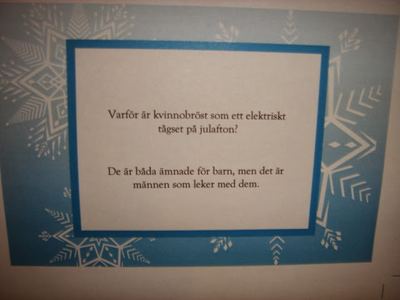 Varför är kvinnobröst som ett elektriskt
tågset på julafton?
De är båda ämnade för barn, men det är
männen som leker med dem.